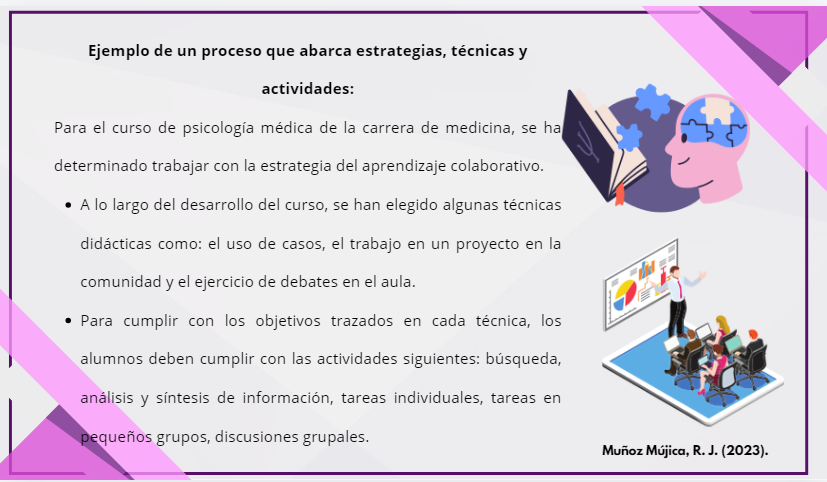 Ejemplo de un proceso que abarca estrategias, técnicas y
actividades:
Para el curso de psicología médica de la carrera de medicina, se ha
determinado trabajar con la estrategia del aprendizaje colaborativo.
• A lo largo del desarrollo del curso, se han elegido algunas técnicas
didácticas como: el uso de casos, el trabajo en un proyecto en la
comunidad y el ejercicio de debates en el aula.
• Para cumplir con los objetivos trazados en cada técnica, los
alumnos deben cumplir con las actividades siguientes: búsqueda,
análisis y síntesis de información, tareas individuales, tareas en
pequeños grupos, discusiones grupales.
Muñoz Mújica, R. J. (2023).